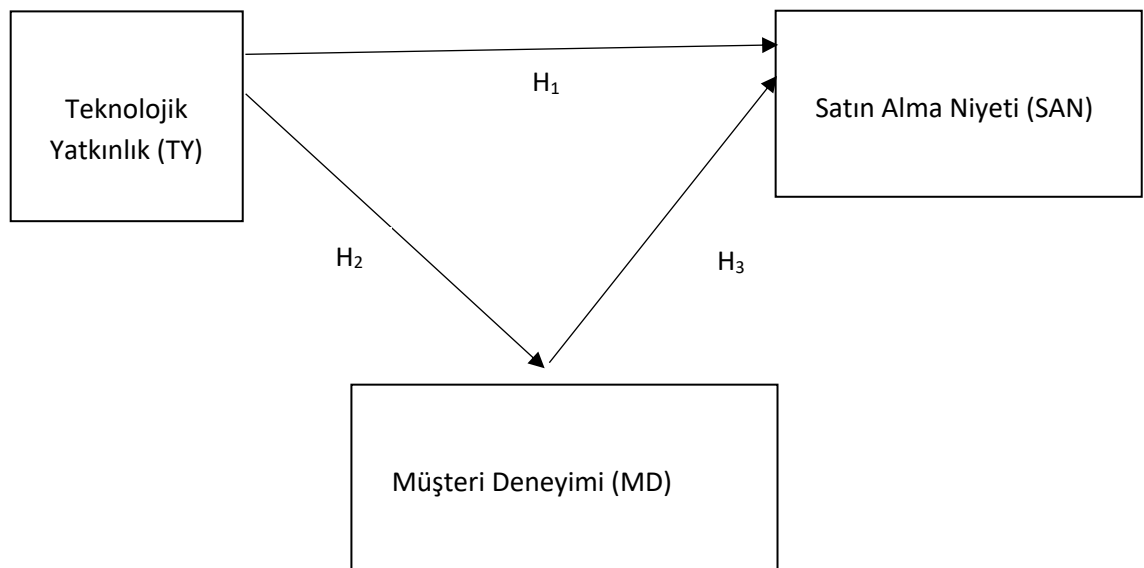 Teknolojik
Yatkınlık (TY)
H₁
Satın Alma Niyeti (SAN)
H₂
H₃
Müşteri Deneyimi (MD)